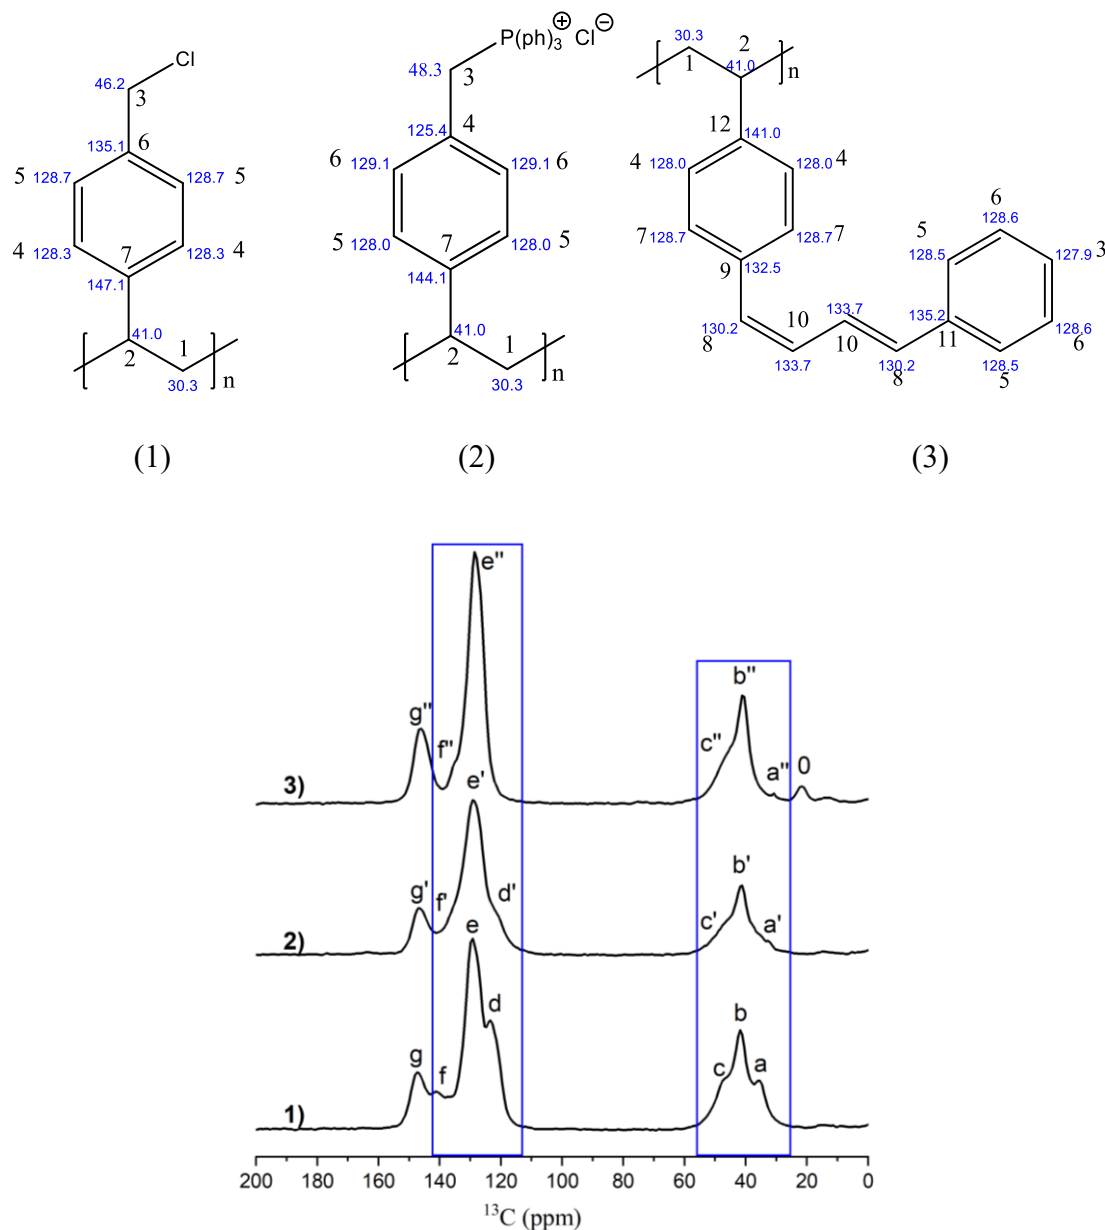 Cl
46.2
3
135.1
6
5 128.7
128.7 5
4 128.3
128.3 4
7
147.1
41.0
2
1
30.3
n
(1)
P(ph)3 ⊕ Cl ⊖
48.3
3
125.4
4
6 129.1
129.1 6
5 128.0
128.0 5
7
144.1
41.0
2
1
30.3
n
(2)
30.3
1
2
41.0
n
12
141.0
4 128.0
128.0 4
7 128.7
128.7 7
9
132.5
130.2
8
10
133.7
133.7
10
130.2
8
135.2
11
5
128.5
6
128.6
127.9 3
128.6
6
128.5
5
(3)
e"
g"
f"
b"
c"
a"
0
3)
e'
g'
f'
d'
b'
c'
a'
2)
e
d
g
f
b
c
a
1)
200 180 160 140 120 100 80 60 40 20 0
13C (ppm)